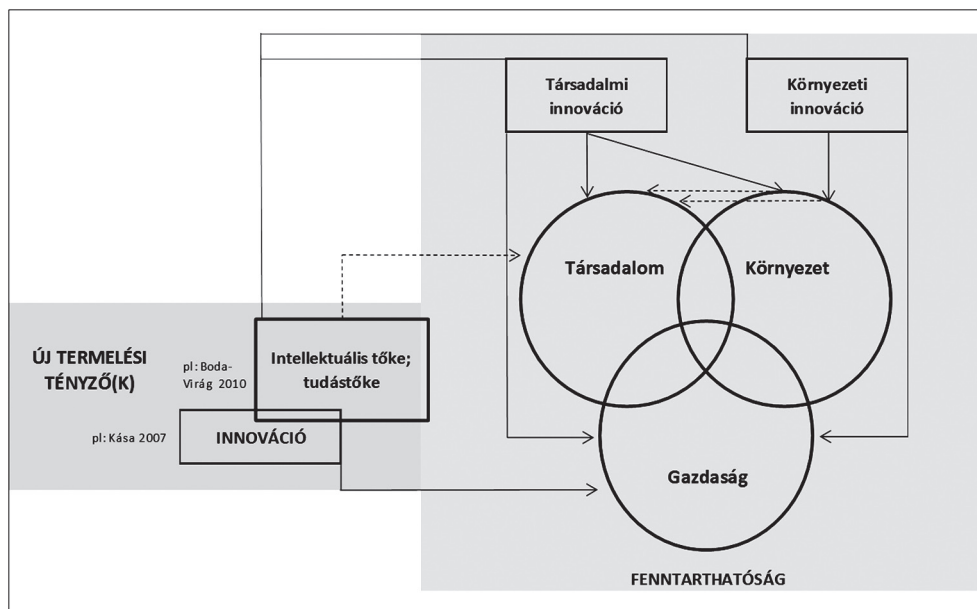 Társadalmi
innováció
Környezeti
innováció
Társadalom
Környezet
ÚJ TERMELÉSI
TÉNYZŐ(K)
pl: Boda-
Virág 2010
Intellektuális tőke;
tudástőke
pl: Kása 2007
INNOVÁCIÓ
Gazdaság
FENNTARTHATÓSÁG